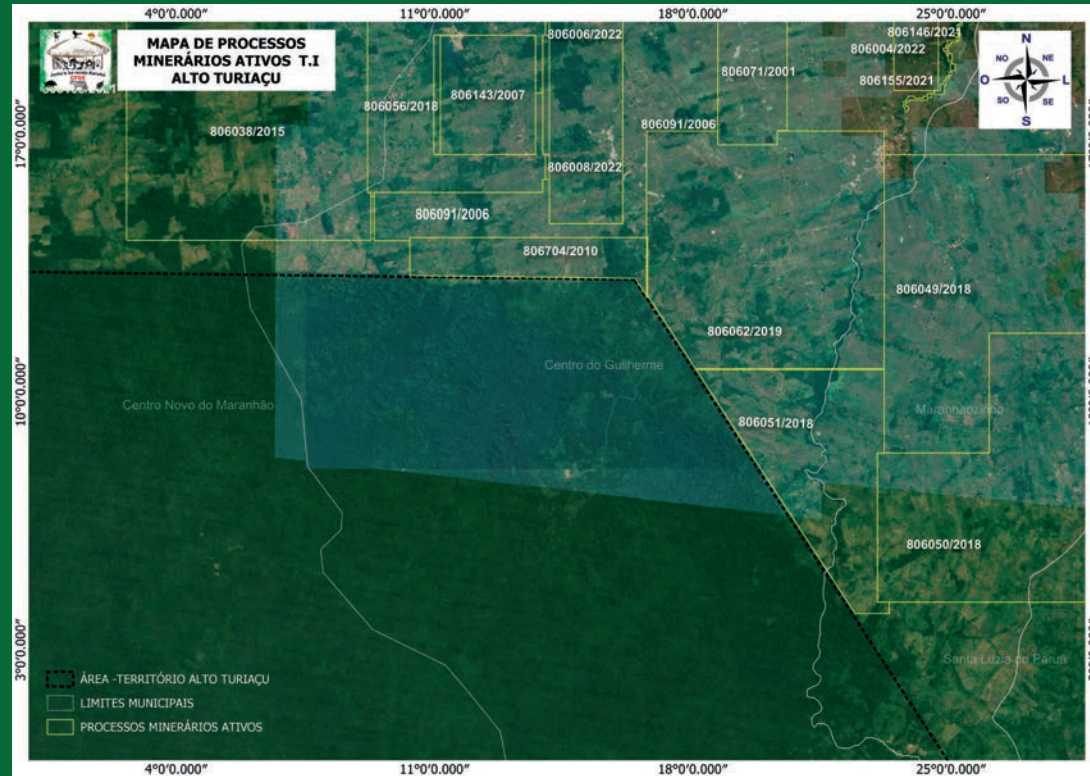 4°0'0.000" 11°0'0.000" 18°0'0.000" 25°0'0.000"
MAPA DE PROCESSOS
MINERÁRIOS ATIVOS T.I
ALTO TURIAÇU
806006/2022
806146/2021
806071/2001
806004/2022
806056/2018
806143/2007
806155/2021
N
NO NE
O L
SO SE
S
17°0'0.000"
806038/2015
806091/2006
806008/2022
806091/2006
806704/2010
806049/2018
806062/2019
Centro do Guilherme
10°0'0.000"
Centro Novo do Maranhão
Maranhãozinho
806051/2018
806050/2018
3°0'0.000"
Santa Luzia do Paruá
ÁREA -TERRITÓRIO ALTO TURIAÇU
LIMITES MUNICIPAIS
PROCESSOS MINERÁRIOS ATIVOS
4°0'0.000" 11°0'0.000" 18°0'0.000" 25°0'0.000"